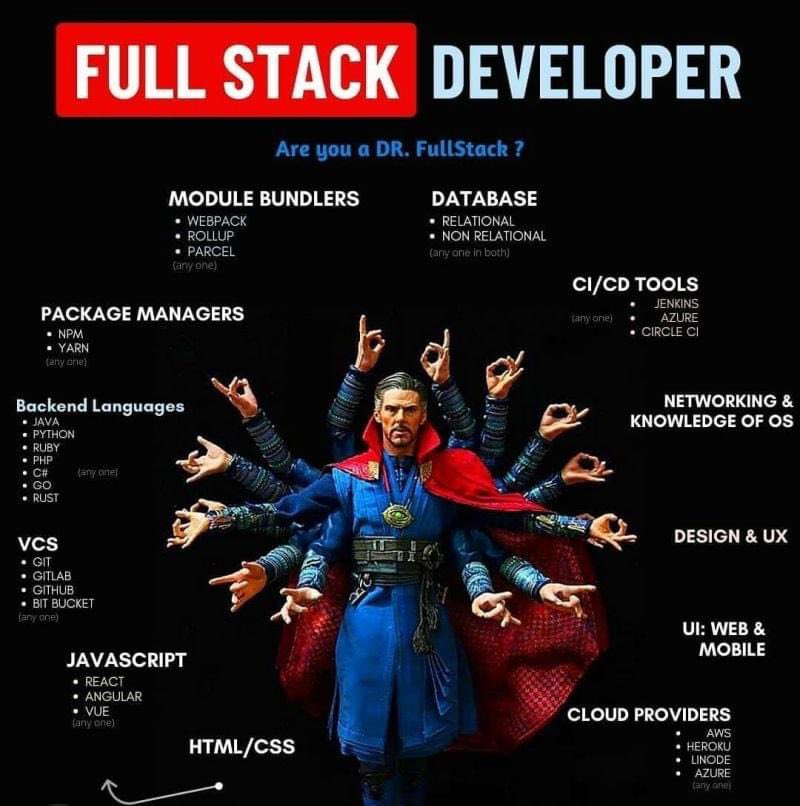 FULL STACK DEVELOPER
Are you a DR. FullStack ?
MODULE BUNDLERS
• WEBPACK
• ROLLUP
• PARCEL
(any one)
DATABASE
• RELATIONAL
• NON RELATIONAL
(any one in both)
CI/CD TOOLS
• JENKINS
(any one) • AZURE
• CIRCLE CI
PACKAGE MANAGERS
• NPM
• YARN
(any one)
NETWORKING &
KNOWLEDGE OF OS
Backend Languages
• JAVA
• PYTHON
• RUBY
• PHP
• C# (any one)
• GO
• RUST
DESIGN & UX
VCS
• GIT
• GITLAB
• GITHUB
• BIT BUCKET
(any one)
UI: WEB &
MOBILE
JAVASCRIPT
• REACT
• ANGULAR
• VUE
(any one)
CLOUD PROVIDERS
• AWS
• HEROKU
• LINODE
• AZURE
(any one)
HTML/CSS